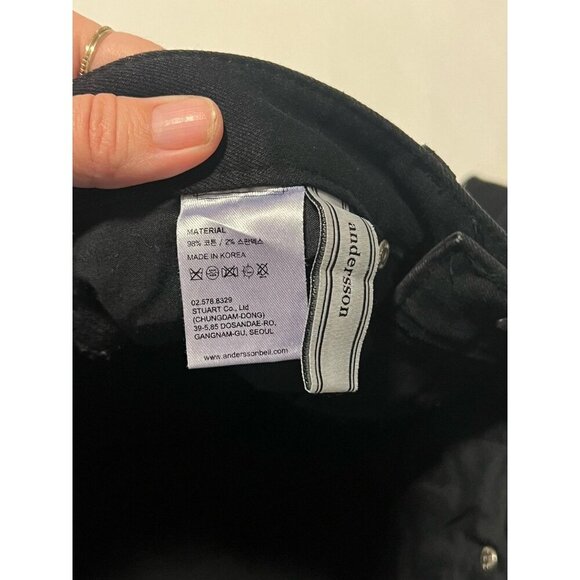 MATERIAL
98% 코튼 / 2% 스판덱스
MADE IN KOREA
02.578.8329
STUART Co., Ltd
(CHUNGDAM-DONG)
39-5,85 DOSANDAE-RO,
GANGNAM-GU, SEOUL
www.anderssonbell.com
andersson